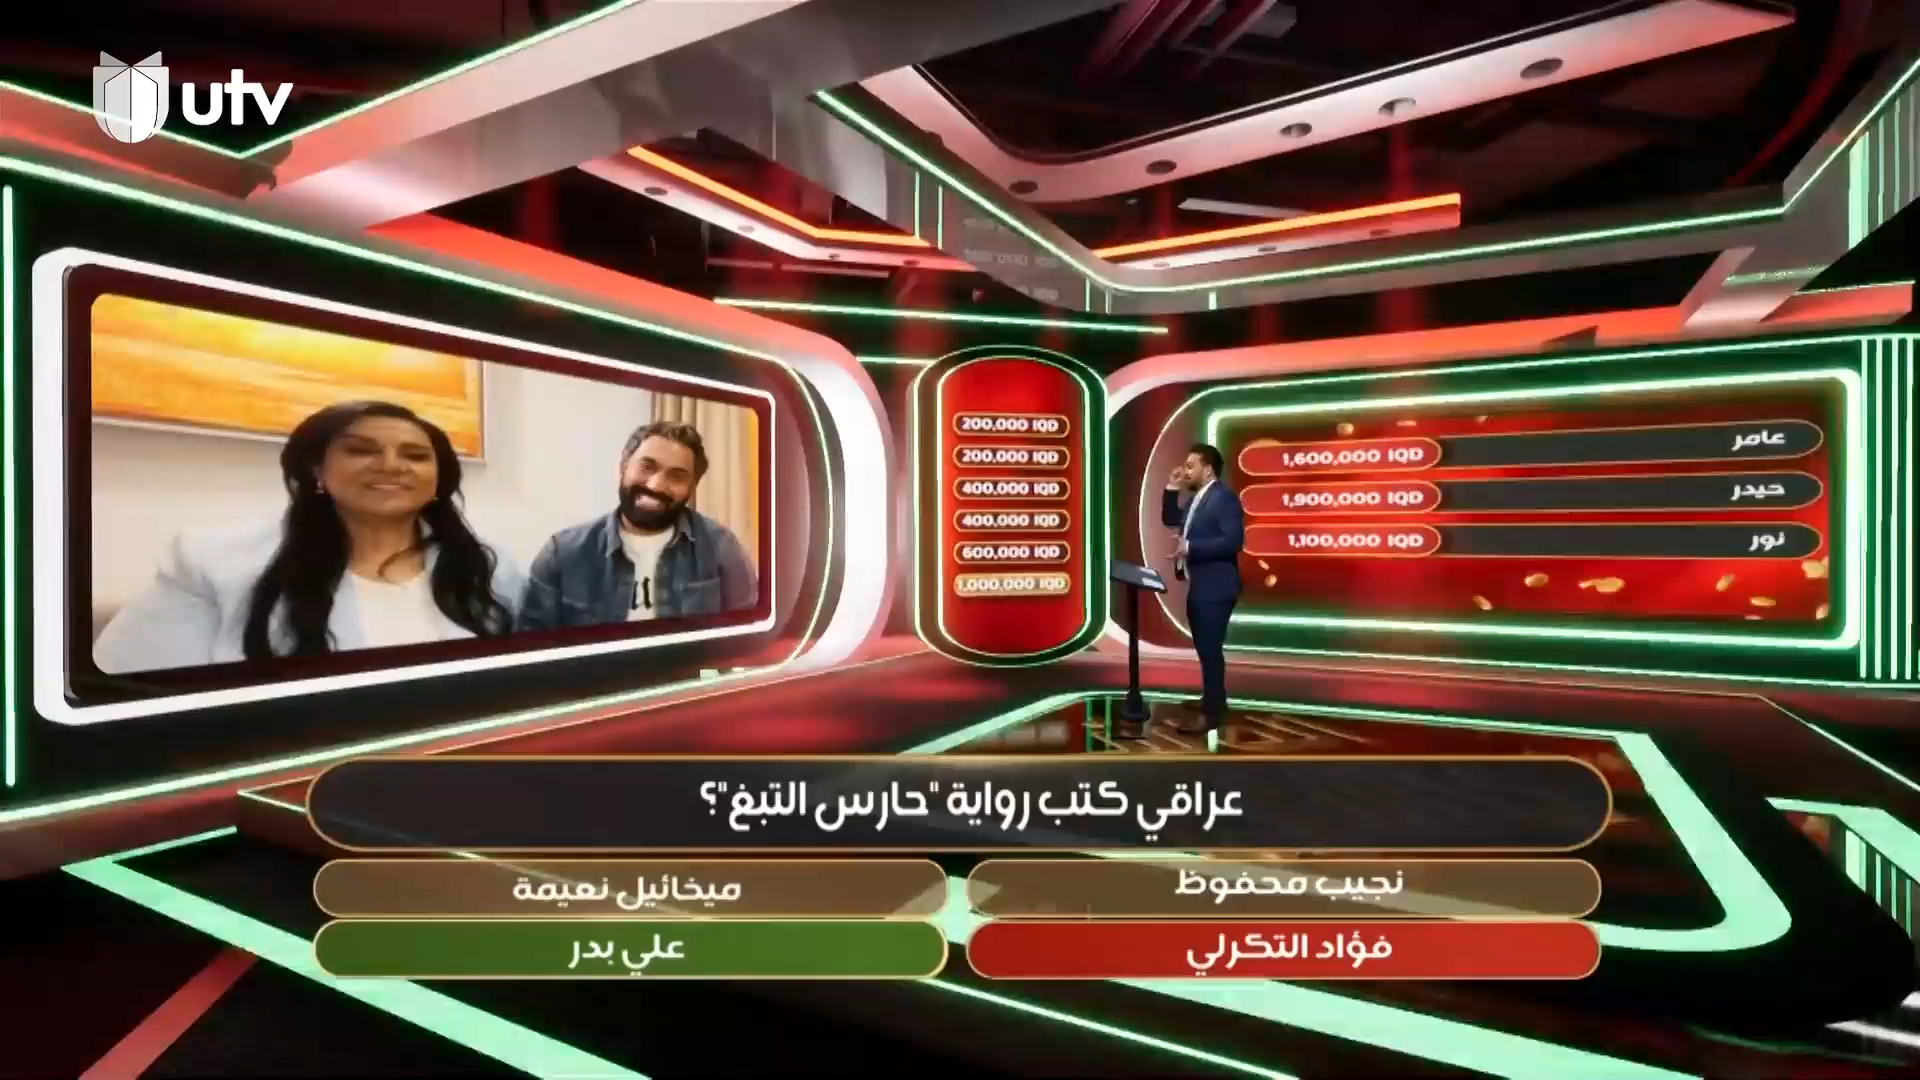 utv
200,000 IQD
200,000 IQD
400,000 IQD
400,000 IQD
600,000 IQD
1,000,000 IQD
عامر 1,600,000 IQD
حيدر 1,900,000 IQD
نور 1,100,000 IQD
عراقي كتب رواية "حارس التبغ"؟
نجيب محفوظ
ميخائيل نعيمة
فؤاد التكرلي
علي بدر